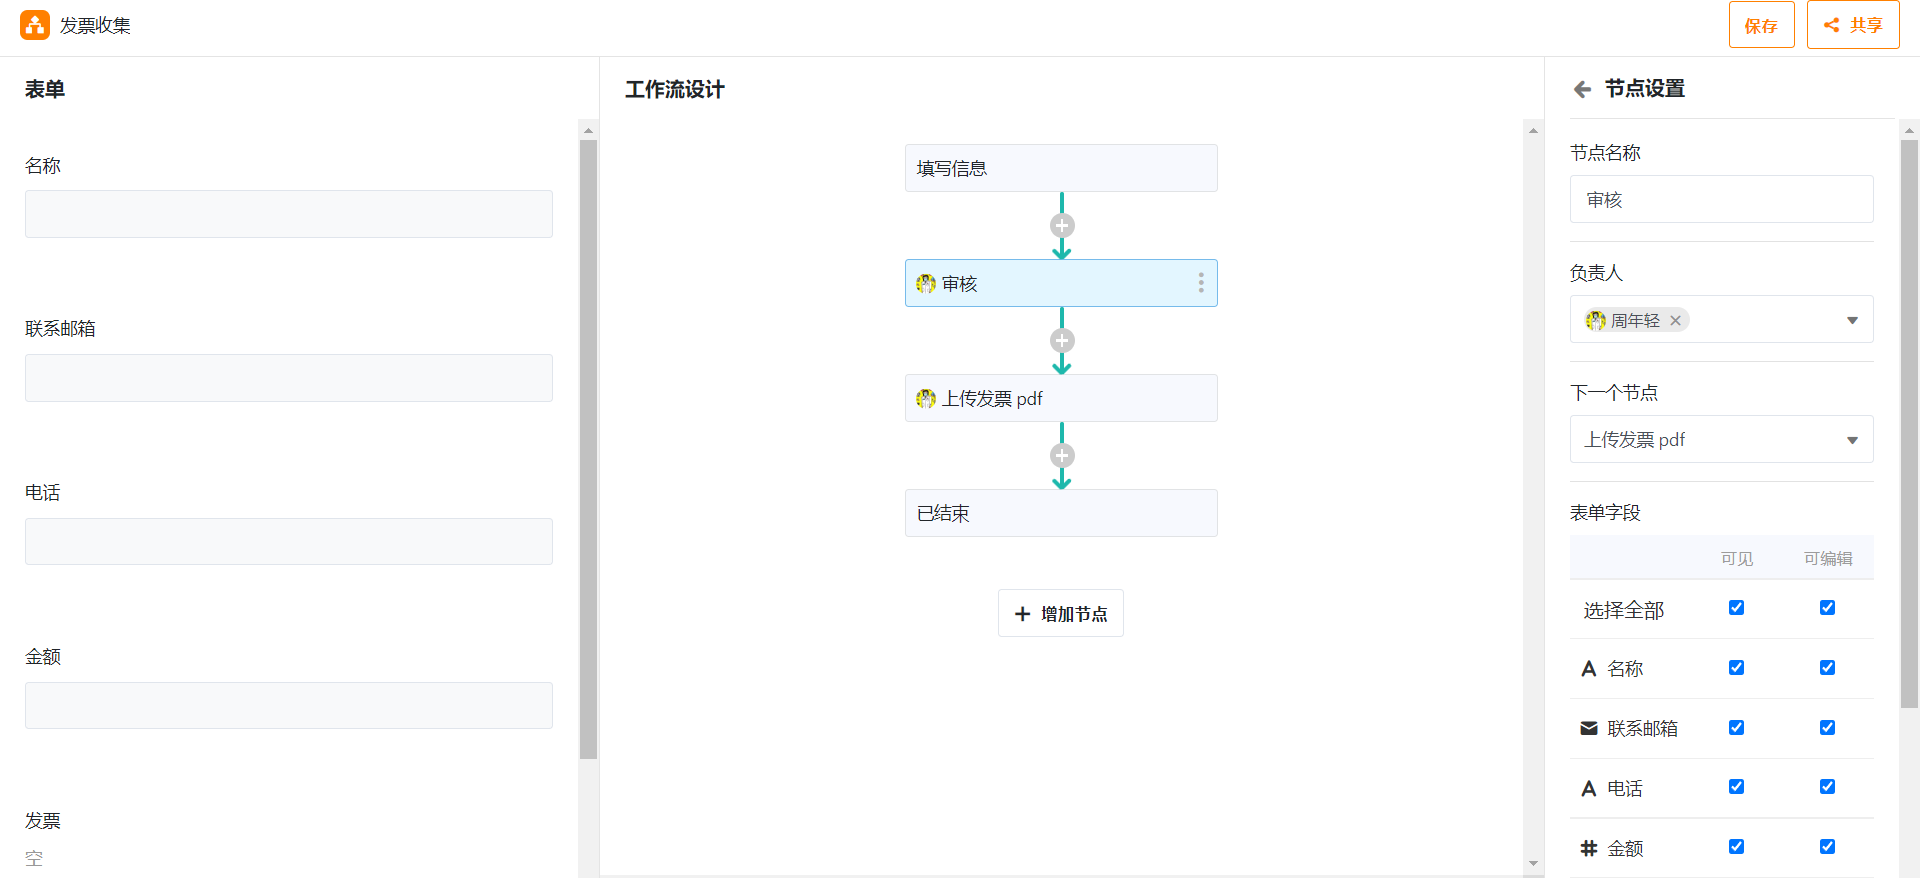 发票收集
保存
共享
表单
名称
联系邮箱
电话
金额
发票
空
工作流设计
填写信息
审核
上传发票 pdf
已结束
增加节点
节点设置
节点名称
审核
负责人
周年轻
下一个节点
上传发票 pdf
表单字段
可见 可编辑
选择全部
名称
联系邮箱
电话
金额